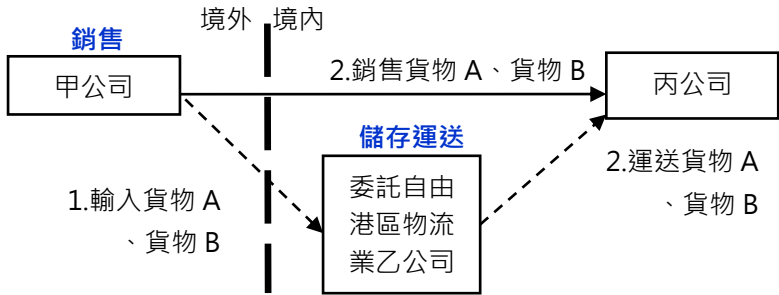 境外
境內
銷售
甲公司
2.銷售貨物 A、貨物 B
丙公司
儲存運送
委託自由
港區物流
業乙公司
1.輸入貨物 A
、貨物 B
2.運送貨物 A
、貨物 B